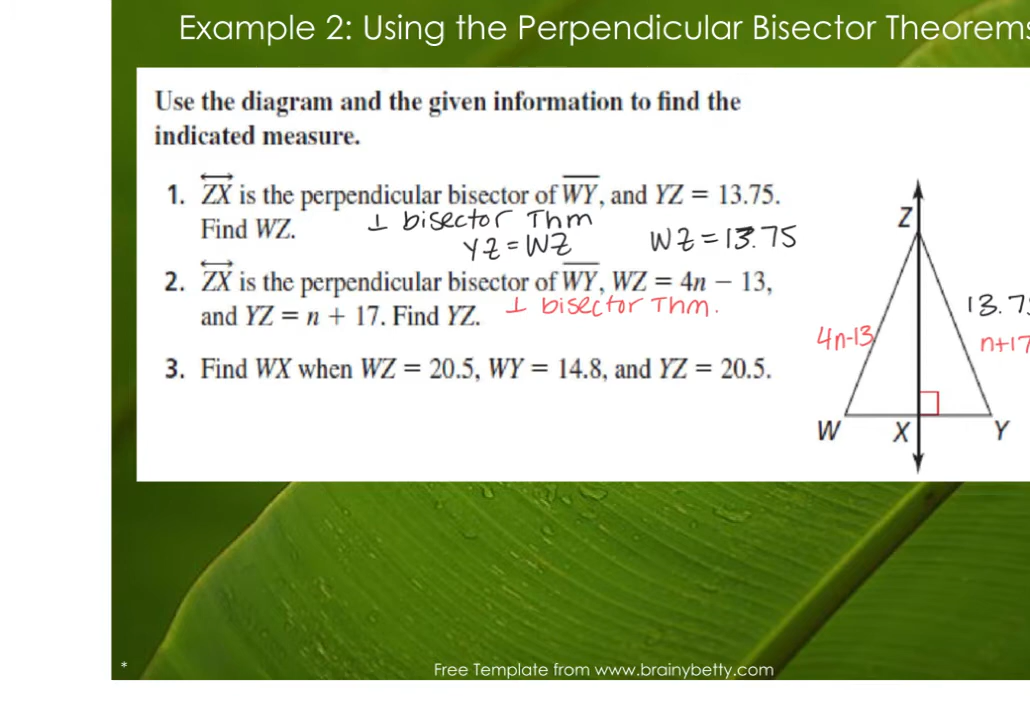 Example 2: Using the Perpendicular Bisector Theorems
Use the diagram and the given information to find the
indicated measure.
1. ZX is the perpendicular bisector of WY, and YZ = 13.75.
Find WZ.
⊥ bisector Thm
YZ = WZ
WZ = 13.75
2. ZX is the perpendicular bisector of WY, WZ = 4n − 13,
and YZ = n + 17. Find YZ.
⊥ bisector Thm.
3. Find WX when WZ = 20.5, WY = 14.8, and YZ = 20.5.
Z
13.75
4n-13
n+17
W
X
Y
*
Free Template from www.brainybetty.com